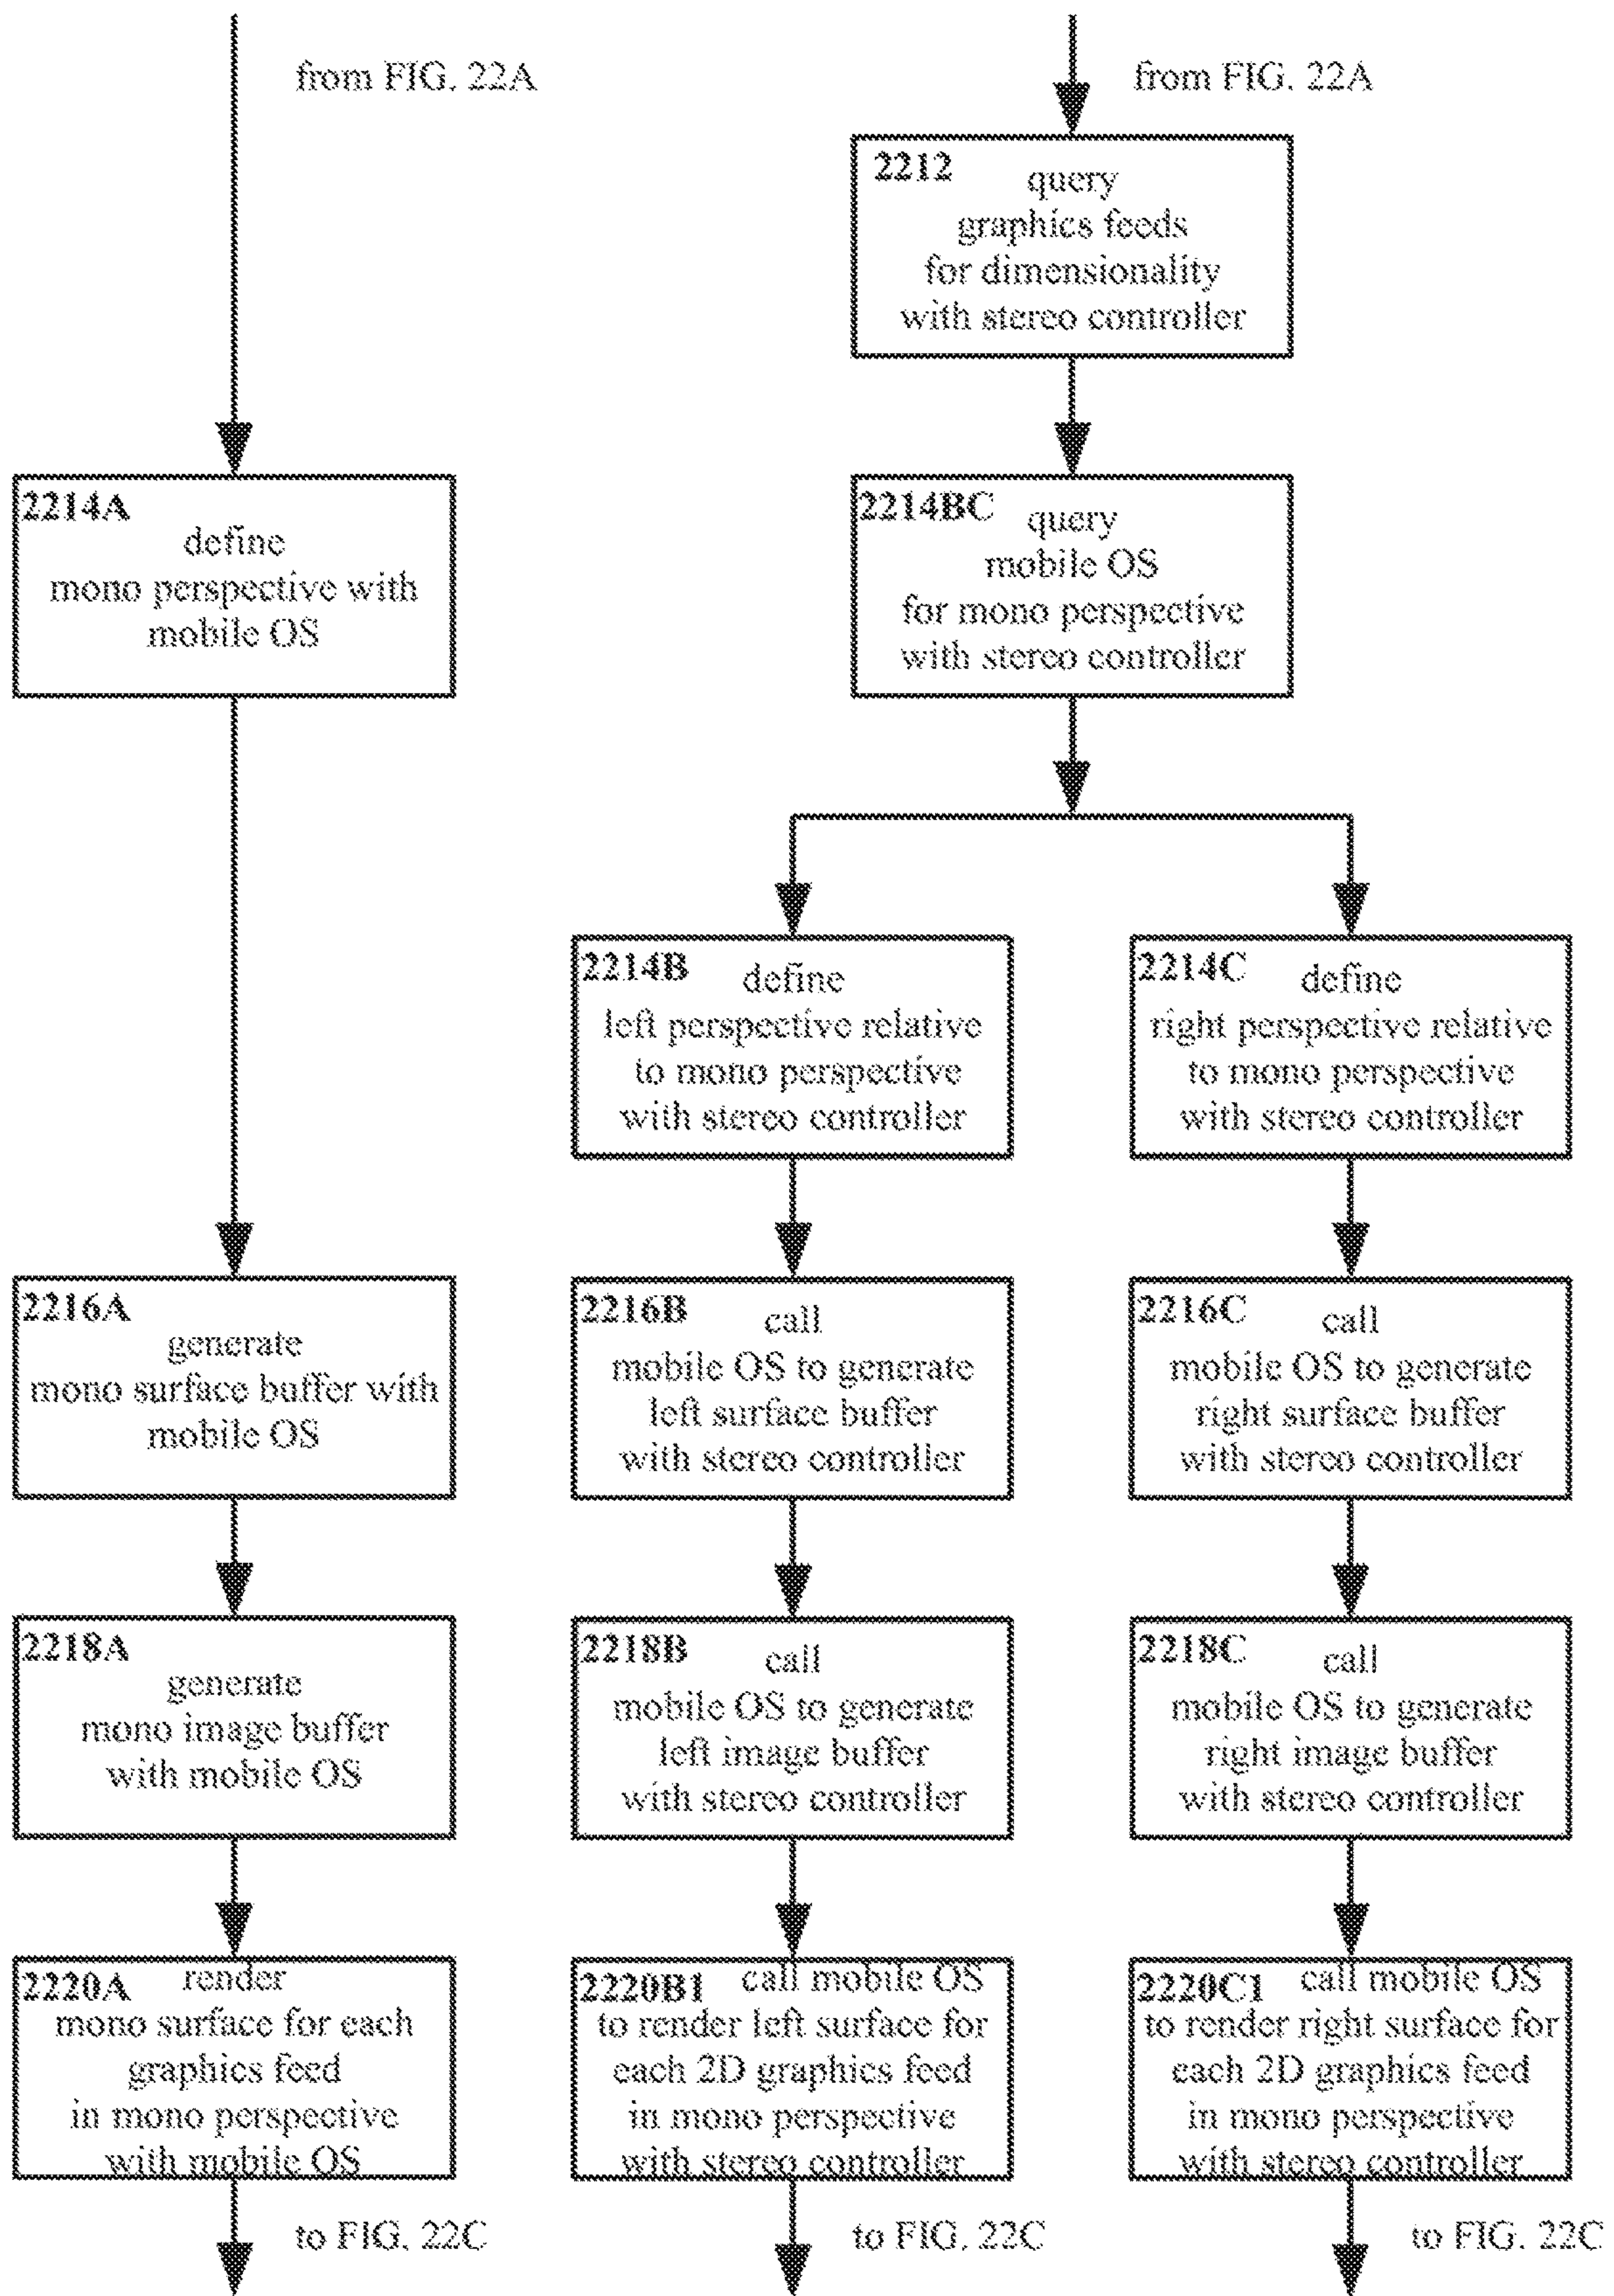 from FIG. 22A
from FIG. 22A
2212
query
graphics feeds
for dimensionality
with stereo controller
2214A
define
mono perspective with
mobile OS
2214BC
query
mobile OS
for mono perspective
with stereo controller
2214B
define
left perspective relative
to mono perspective
with stereo controller
2214C
define
right perspective relative
to mono perspective
with stereo controller
2216A
generate
mono surface buffer with
mobile OS
2216B
call
mobile OS to generate
left surface buffer
with stereo controller
2216C
call
mobile OS to generate
right surface buffer
with stereo controller
2218A
generate
mono image buffer
with mobile OS
2218B
call
mobile OS to generate
left image buffer
with stereo controller
2218C
call
mobile OS to generate
right image buffer
with stereo controller
2220A
render
mono surface for each
graphics feed
in mono perspective
with mobile OS
2220B1
call mobile OS
to render left surface for
each 2D graphics feed
in mono perspective
with stereo controller
2220C1
call mobile OS
to render right surface for
each 2D graphics feed
in mono perspective
with stereo controller
to FIG. 22C
to FIG. 22C
to FIG. 22C